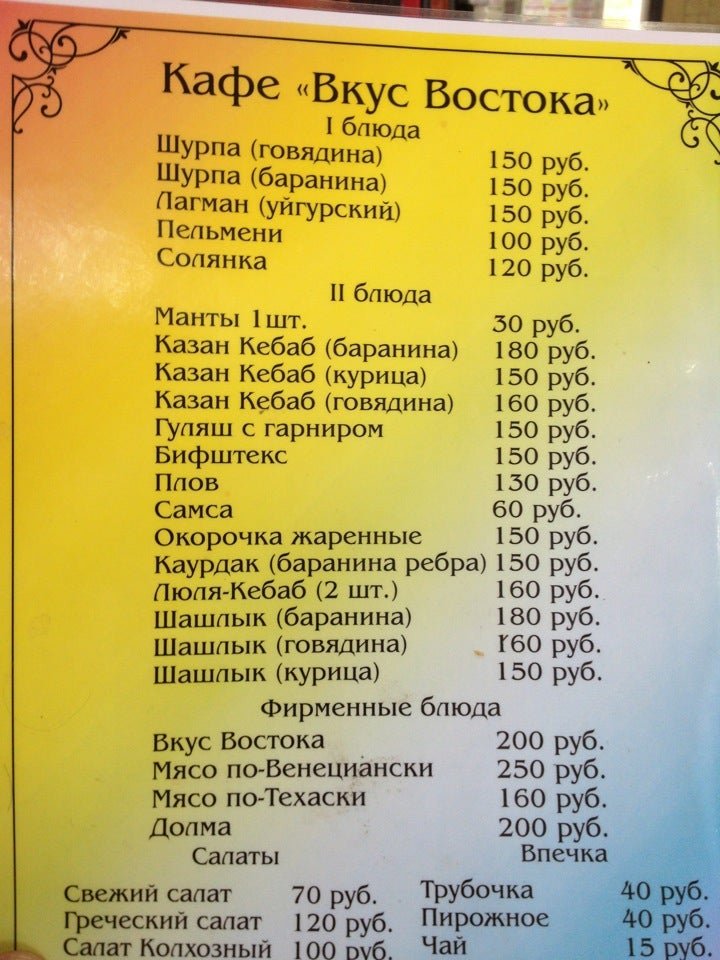 Кафе «Вкус Востока»
I блюда
Шурпа (говядина) 150 руб.
Шурпа (баранина) 150 руб.
Лагман (уйгурский) 150 руб.
Пельмени 100 руб.
Солянка 120 руб.
II блюда
Манты 1шт. 30 руб.
Казан Кебаб (баранина) 180 руб.
Казан Кебаб (курица) 150 руб.
Казан Кебаб (говядина) 160 руб.
Гуляш с гарниром 150 руб.
Бифштекс 150 руб.
Плов 130 руб.
Самса 60 руб.
Окорочка жаренные 150 руб.
Каурдак (баранина ребра) 150 руб.
Люля-Кебаб (2 шт.) 160 руб.
Шашлык (баранина) 180 руб.
Шашлык (говядина) 160 руб.
Шашлык (курица) 150 руб.
Фирменные блюда
Вкус Востока 200 руб.
Мясо по-Венециански 250 руб.
Мясо по-Техаски 160 руб.
Долма 200 руб.
Салаты Впечка
Свежий салат 70 руб. Трубочка 40 руб.
Греческий салат 120 руб. Пирожное 40 руб.
Салат Колхозный 100 руб. Чай 15 руб.